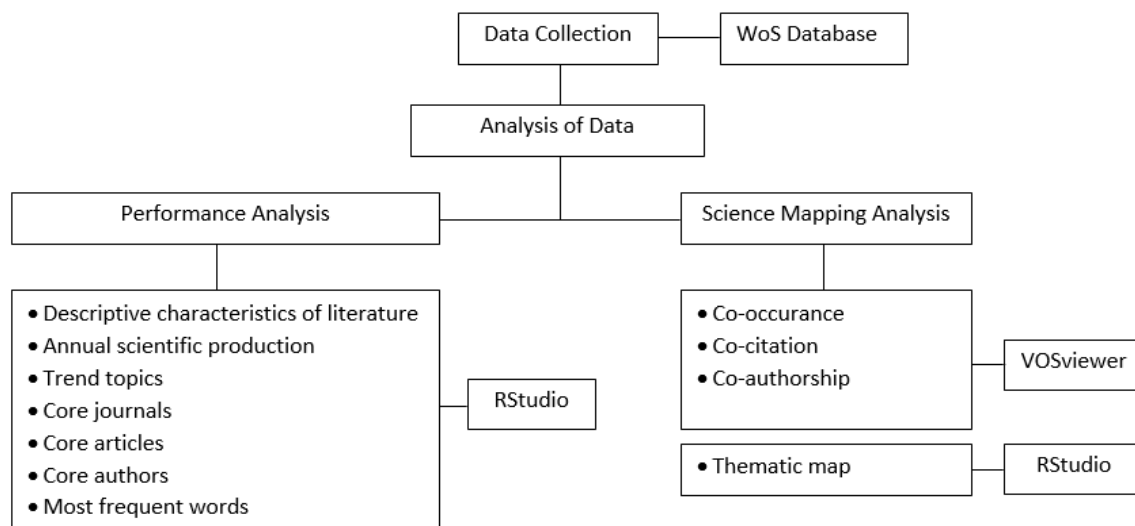 Data Collection
WoS Database
Analysis of Data
Performance Analysis
Science Mapping Analysis
• Descriptive characteristics of literature
• Annual scientific production
• Trend topics
• Core journals
• Core articles
• Core authors
• Most frequent words
RStudio
• Co-occurance
• Co-citation
• Co-authorship
VOSviewer
• Thematic map
RStudio